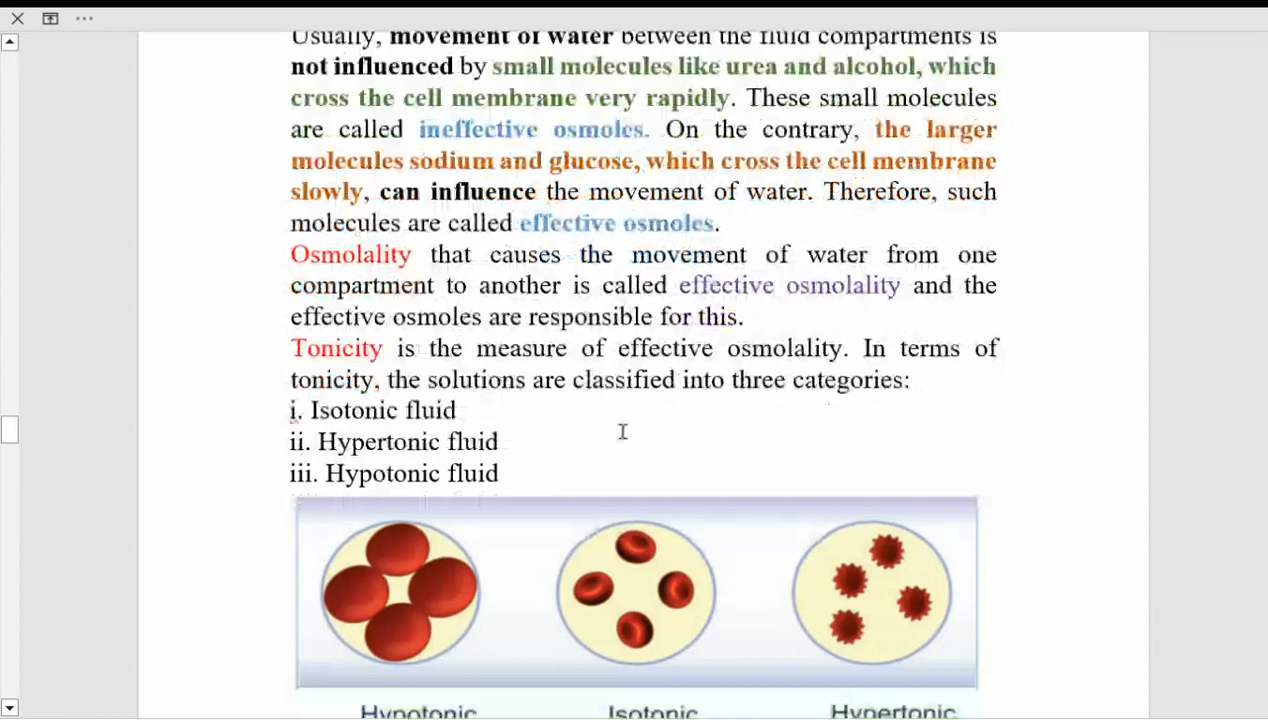 Usually, movement of water between the fluid compartments is
not influenced by small molecules like urea and alcohol, which
cross the cell membrane very rapidly. These small molecules
are called ineffective osmoles. On the contrary, the larger
molecules sodium and glucose, which cross the cell membrane
slowly, can influence the movement of water. Therefore, such
molecules are called effective osmoles.
Osmolality that causes the movement of water from one
compartment to another is called effective osmolality and the
effective osmoles are responsible for this.
Tonicity is the measure of effective osmolality. In terms of
tonicity, the solutions are classified into three categories:
i. Isotonic fluid
ii. Hypertonic fluid
iii. Hypotonic fluid
Hypotonic Isotonic Hypertonic